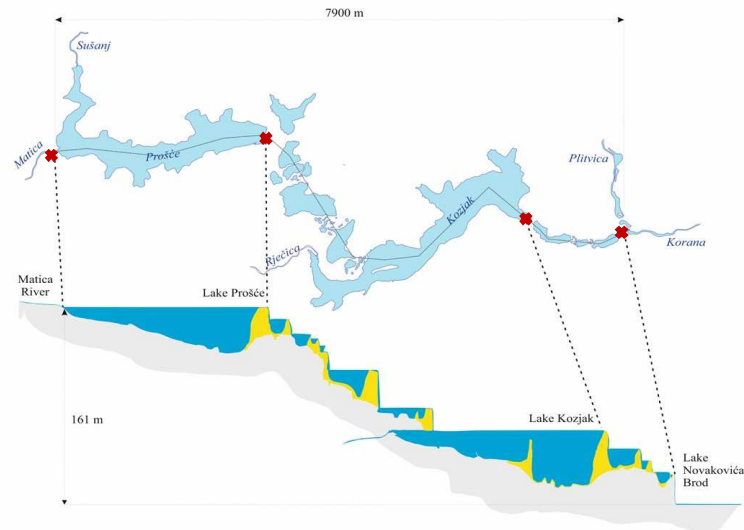 7900 m
Sušanj
Matica
Prošće
Plitvica
Kozjak
Korana
Rječica
Matica
River
Lake Prošće
161 m
Lake Kozjak
Lake
Novakovića
Brod